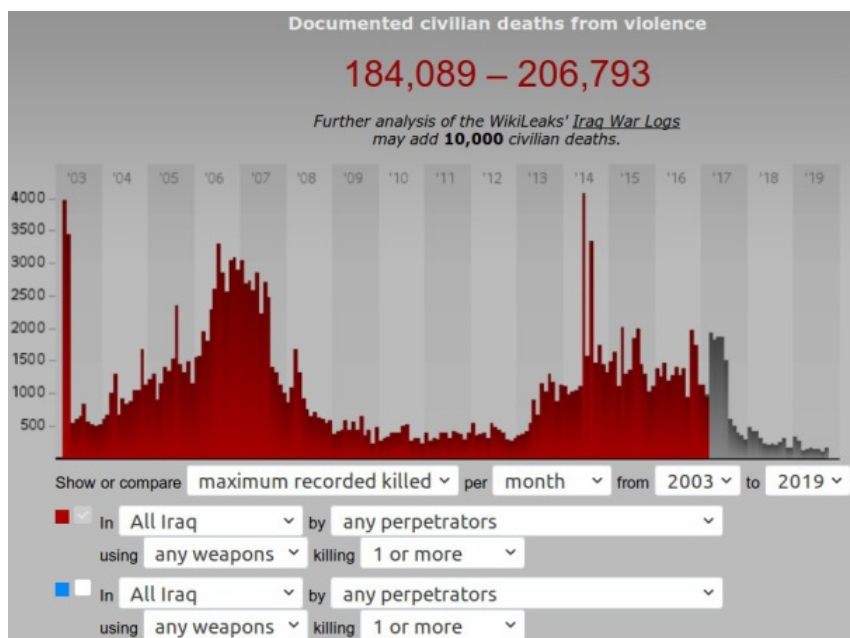 Documented civilian deaths from violence
184,089 – 206,793
Further analysis of the WikiLeaks' Iraq War Logs
may add 10,000 civilian deaths.
'03 '04 '05 '06 '07 '08 '09 '10 '11 '12 '13 '14 '15 '16 '17 '18 '19
4000
3500
3000
2500
2000
1500
1000
500
Show or compare maximum recorded killed per month from 2003 to 2019
In All Iraq by any perpetrators
using any weapons killing 1 or more
In All Iraq by any perpetrators
using any weapons killing 1 or more